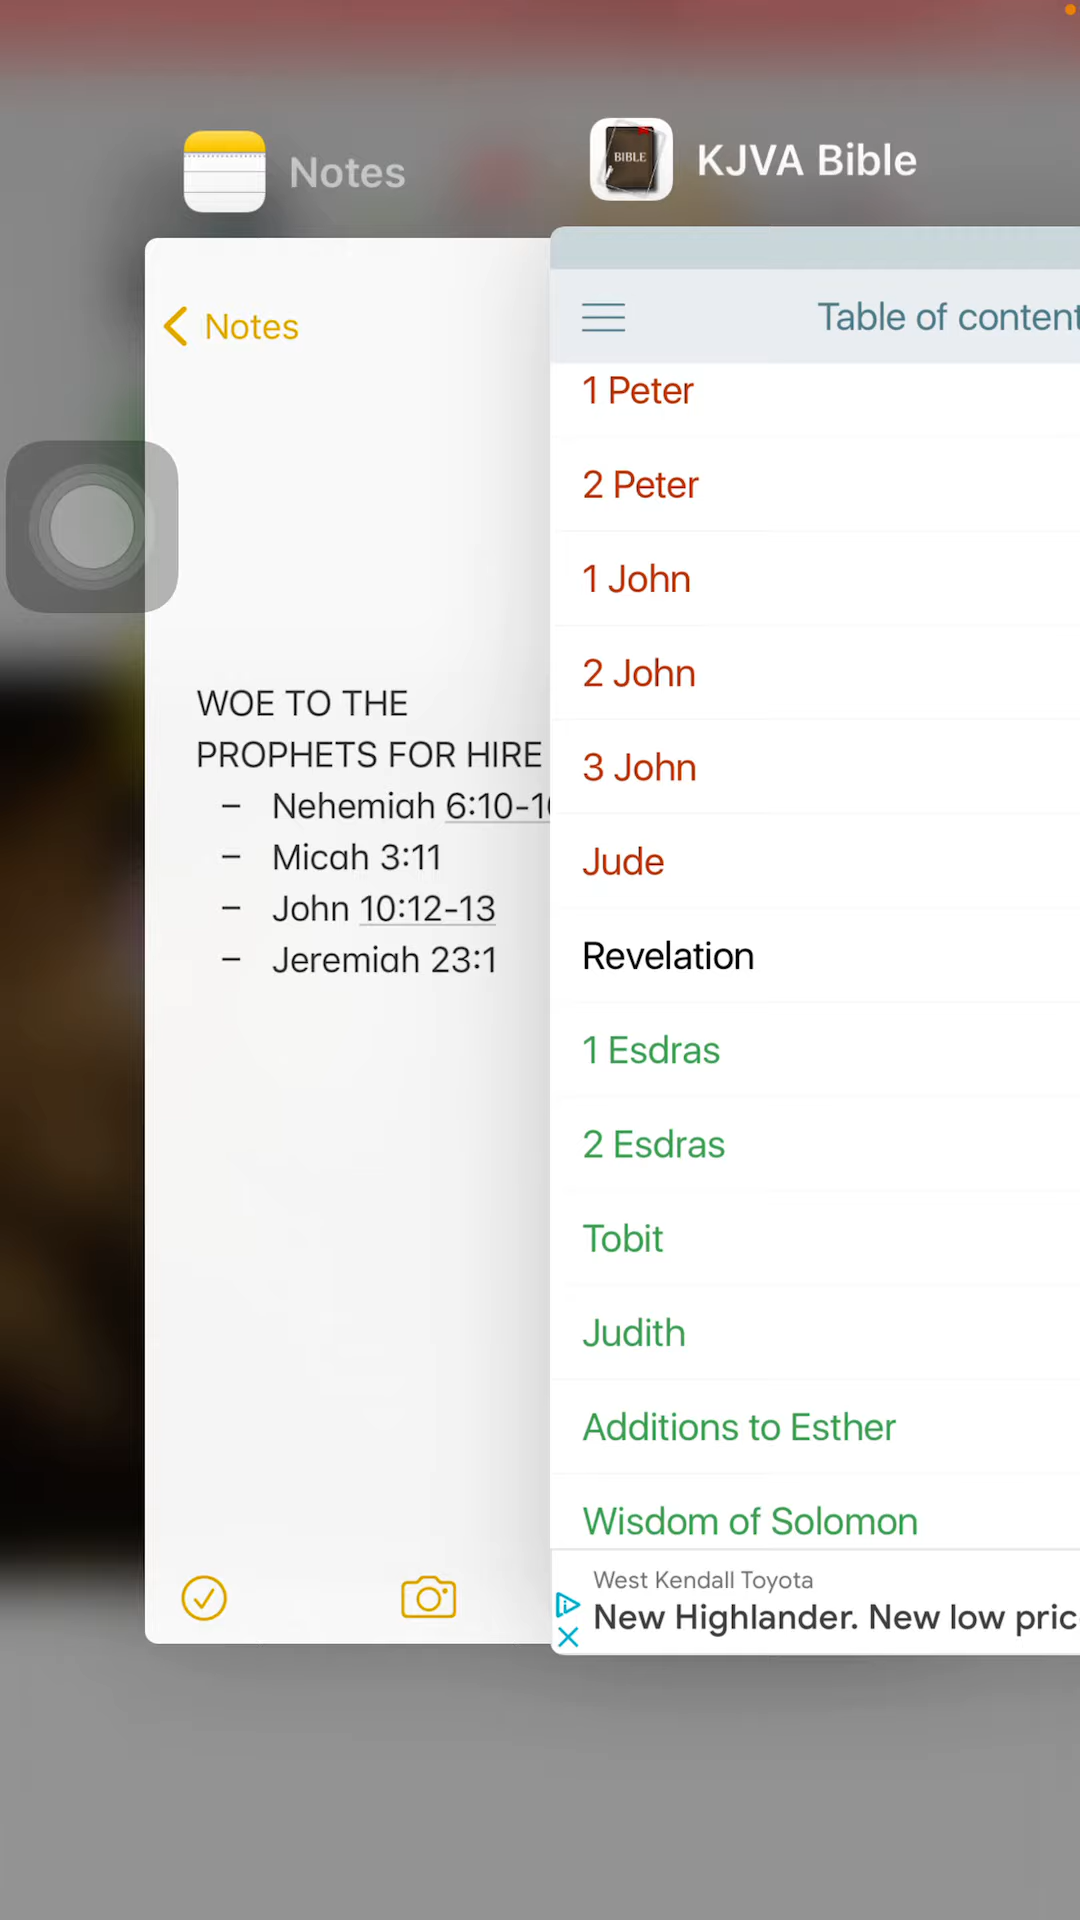 Notes
BIBLE
KJVA Bible
Notes
WOE TO THE
PROPHETS FOR HIRE
– Nehemiah 6:10-1
– Micah 3:11
– John 10:12-13
– Jeremiah 23:1
Table of content
1 Peter
2 Peter
1 John
2 John
3 John
Jude
Revelation
1 Esdras
2 Esdras
Tobit
Judith
Additions to Esther
Wisdom of Solomon
West Kendall Toyota
New Highlander. New low pric